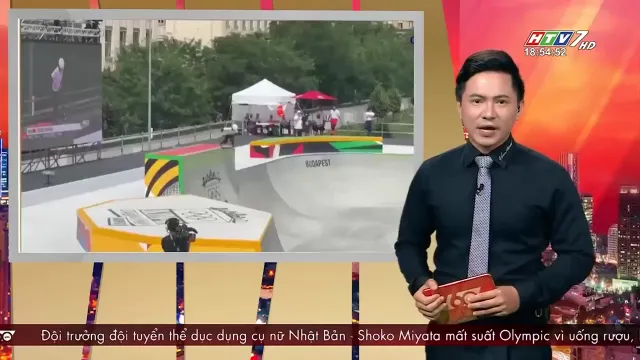 HTV7 HD
18:54:52
BUDAPEST
60
Đội trưởng đội tuyển thể dục dụng cụ nữ Nhật Bản - Shoko Miyata mất suất Olympic vì uống rượu,